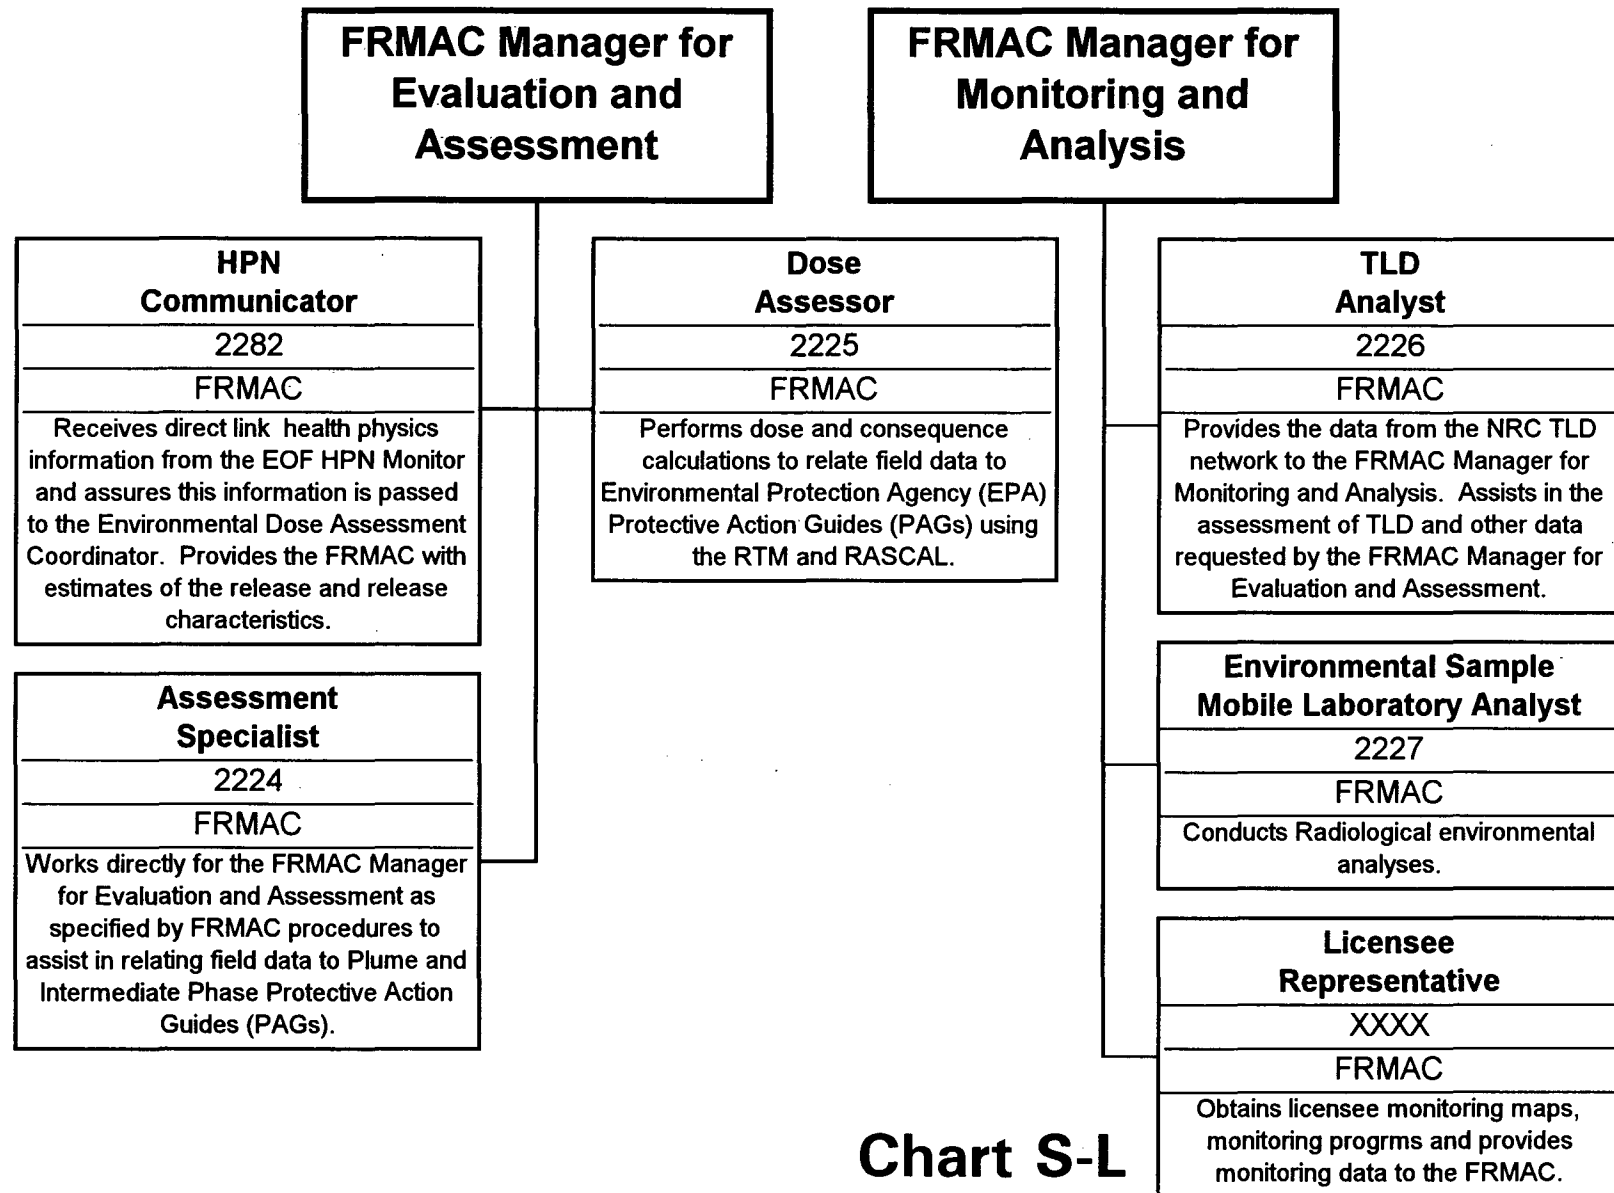 FRMAC Manager for
Evaluation and
Assessment
FRMAC Manager for
Monitoring and
Analysis
HPN
Communicator
2282
FRMAC
Receives direct link health physics
information from the EOF HPN Monitor
and assures this information is passed
to the Environmental Dose Assessment
Coordinator. Provides the FRMAC with
estimates of the release and release
characteristics.
Dose
Assessor
2225
FRMAC
Performs dose and consequence
calculations to relate field data to
Environmental Protection Agency (EPA)
Protective Action Guides (PAGs) using
the RTM and RASCAL.
TLD
Analyst
2226
FRMAC
Provides the data from the NRC TLD
network to the FRMAC Manager for
Monitoring and Analysis. Assists in the
assessment of TLD and other data
requested by the FRMAC Manager for
Evaluation and Assessment.
Assessment
Specialist
2224
FRMAC
Works directly for the FRMAC Manager
for Evaluation and Assessment as
specified by FRMAC procedures to
assist in relating field data to Plume and
Intermediate Phase Protective Action
Guides (PAGs).
Environmental Sample
Mobile Laboratory Analyst
2227
FRMAC
Conducts Radiological environmental
analyses.
Licensee
Representative
XXXX
FRMAC
Obtains licensee monitoring maps,
monitoring progrms and provides
monitoring data to the FRMAC.
Chart S-L